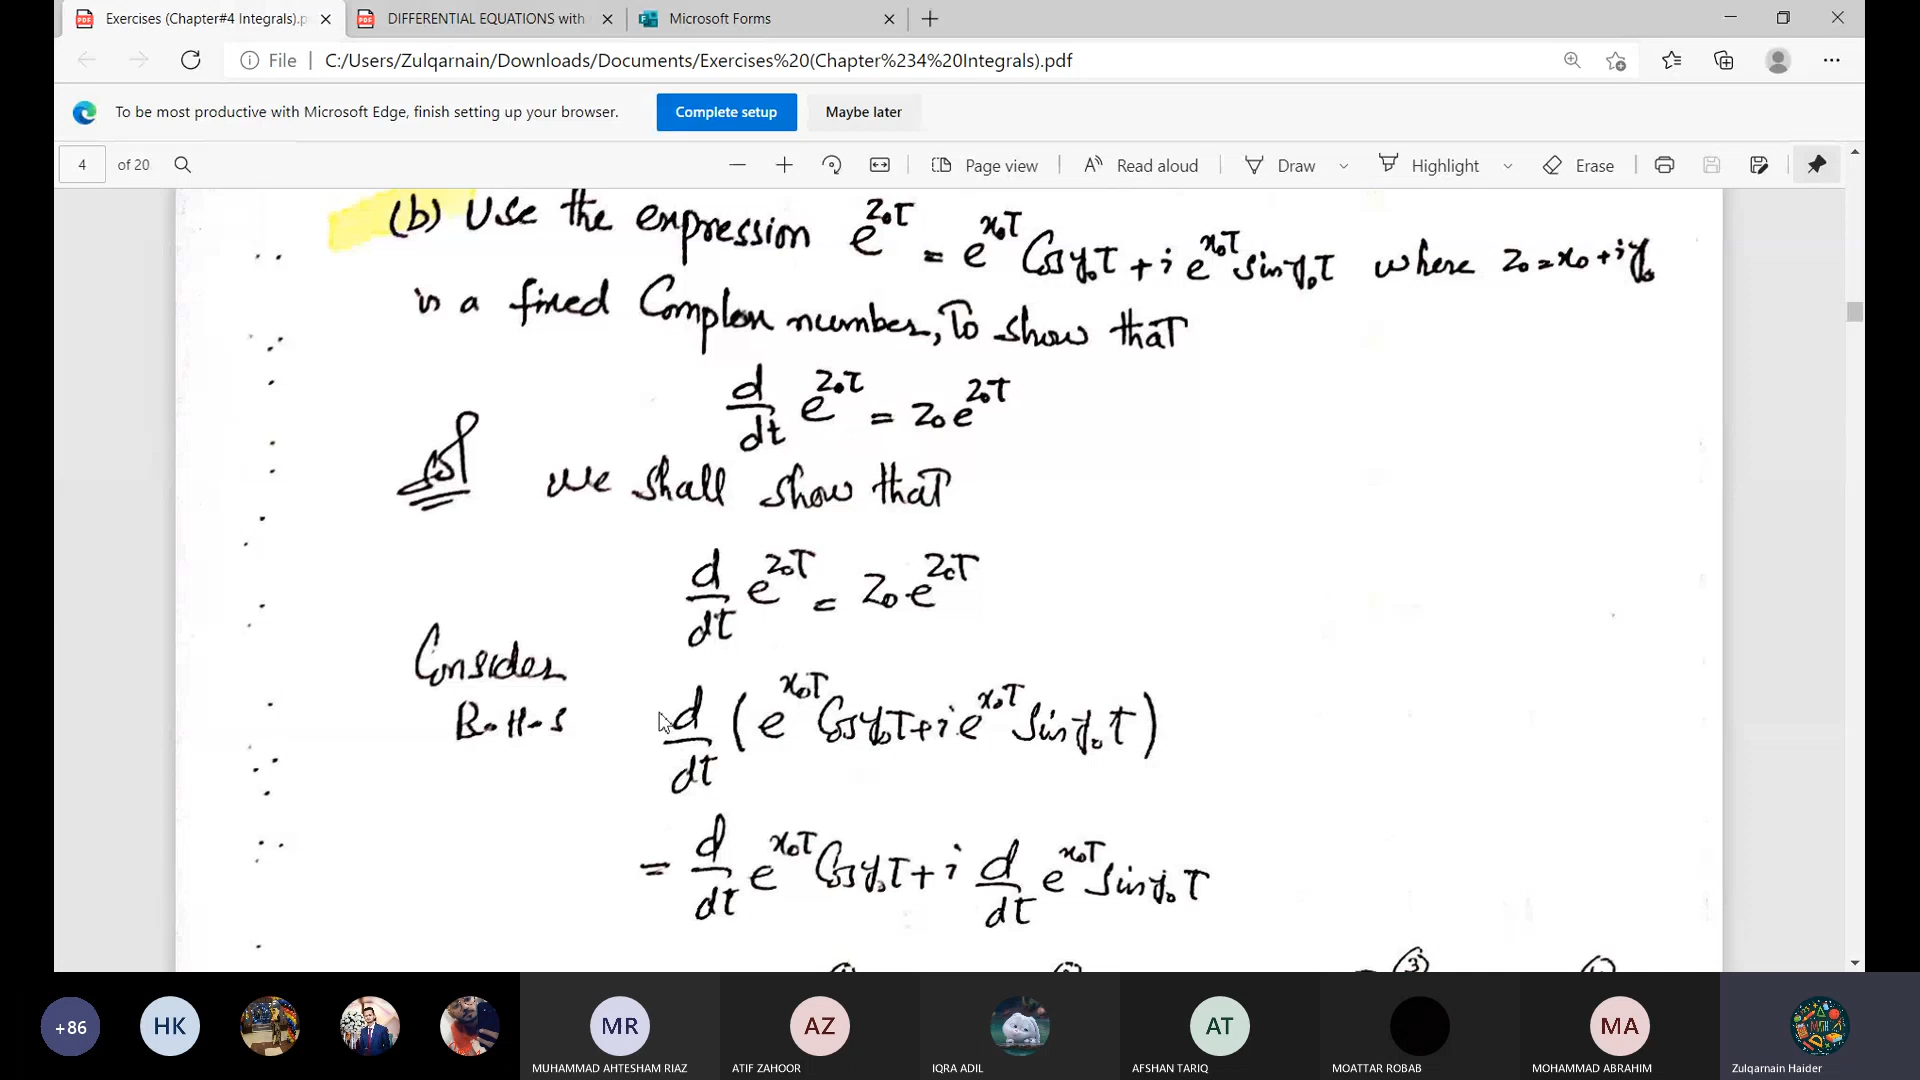 Exercises (Chapter#4 Integrals).p
DIFFERENTIAL EQUATIONS with
Microsoft Forms
File
C:/Users/Zulqarnain/Downloads/Documents/Exercises%20(Chapter%234%20Integrals).pdf
To be most productive with Microsoft Edge, finish setting up your browser.
Complete setup
Maybe later
4
of 20
Page view
Read aloud
Draw
Highlight
Erase
(b) Use the expression e^{z₀t} = e^{x₀t} Cos y₀t + i e^{x₀t} sin y₀t where z₀ = x₀ + i y₀
is a fixed Complex number, To show that
d/dt e^{z₀t} = z₀ e^{z₀t}
Sol
We shall show that
d/dt e^{z₀t} = z₀ e^{z₀t}
Consider
R.H.S d/dt (e^{x₀t} Cos y₀t + i e^{x₀t} Sin y₀t)
= d/dt e^{x₀t} Cos y₀t + i d/dt e^{x₀t} Sin y₀t
③
+86
HK
MR
MUHAMMAD AHTESHAM RIAZ
AZ
ATIF ZAHOOR
IQRA ADIL
AT
AFSHAN TARIQ
MOATTAR ROBAB
MA
MOHAMMAD ABRAHIM
Zulqarnain Haider